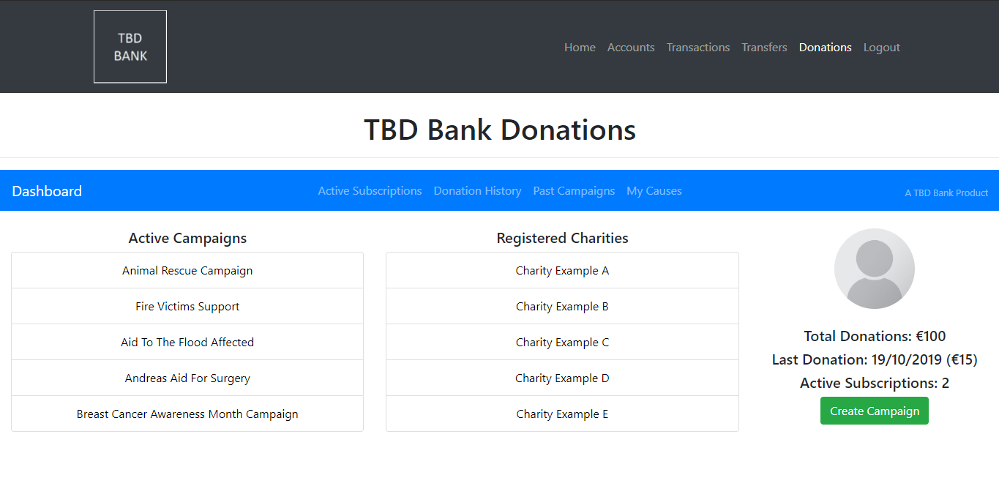 TBD
BANK
Home Accounts Transactions Transfers Donations Logout
TBD Bank Donations
Dashboard Active Subscriptions Donation History Past Campaigns My Causes A TBD Bank Product
Active Campaigns
Animal Rescue Campaign
Fire Victims Support
Aid To The Flood Affected
Andreas Aid For Surgery
Breast Cancer Awareness Month Campaign
Registered Charities
Charity Example A
Charity Example B
Charity Example C
Charity Example D
Charity Example E
Total Donations: €100
Last Donation: 19/10/2019 (€15)
Active Subscriptions: 2
Create Campaign